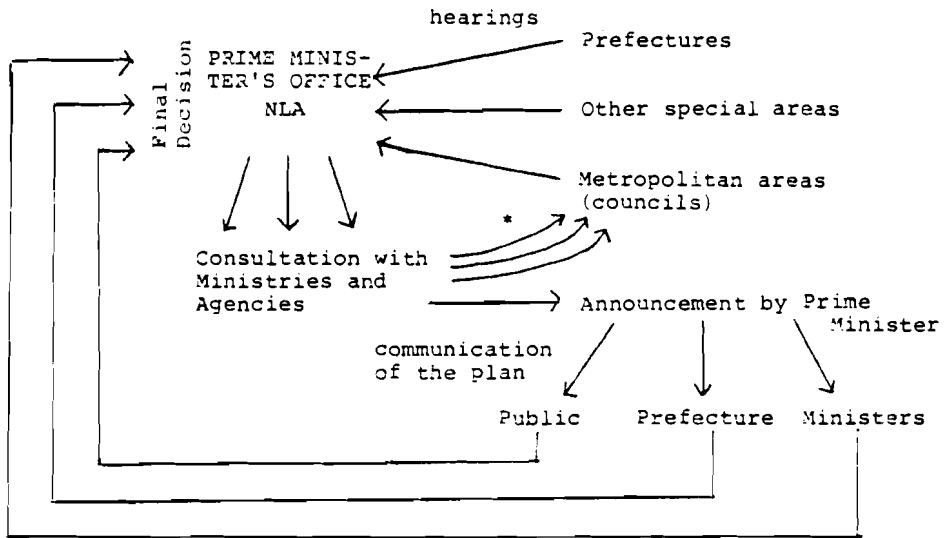 hearings
Prefectures
Final
Decision
PRIME MINIS-
TER'S OFFICE
NLA
Other special areas
Metropolitan areas
(councils)
*
Consultation with
Ministries and
Agencies
Announcement by Prime
Minister
communication
of the plan
Public
Prefecture
Ministers